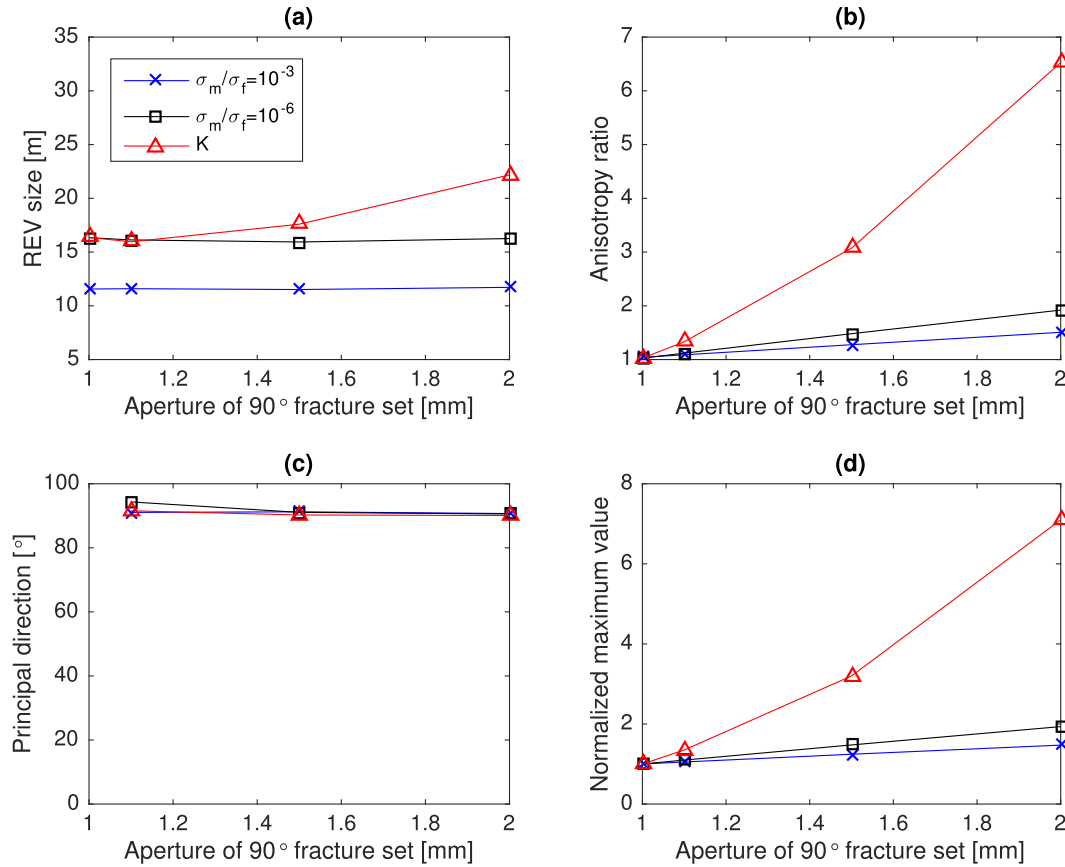 (a)
35
30
25
20
15
10
5
REV size [m]
σm/σf=10-3
σm/σf=10-6
K
1 1.2 1.4 1.6 1.8 2
Aperture of 90° fracture set [mm]
(b)
7
6
5
4
3
2
1
Anisotropy ratio
1 1.2 1.4 1.6 1.8 2
Aperture of 90° fracture set [mm]
(c)
100
80
60
40
20
0
Principal direction [°]
1 1.2 1.4 1.6 1.8 2
Aperture of 90° fracture set [mm]
(d)
8
6
4
2
0
Normalized maximum value
1 1.2 1.4 1.6 1.8 2
Aperture of 90° fracture set [mm]